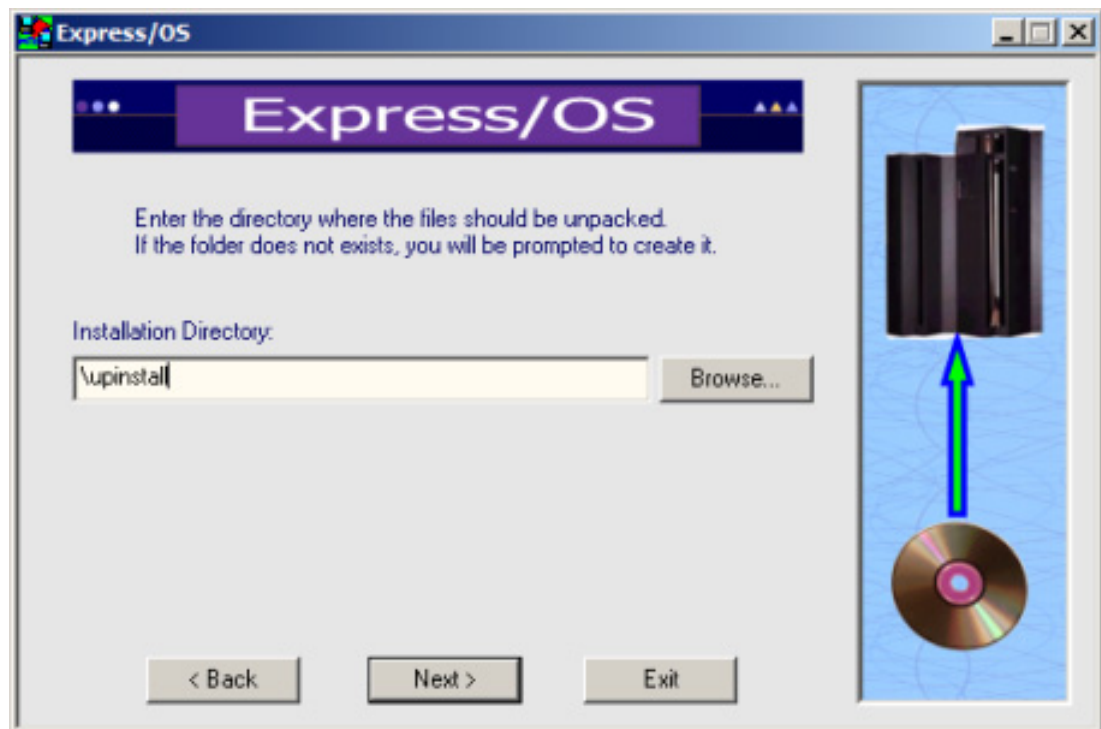 Express/OS
Express/OS
Enter the directory where the files should be unpacked.
If the folder does not exists, you will be prompted to create it.
Installation Directory:
\upinstall
Browse...
< Back
Next >
Exit